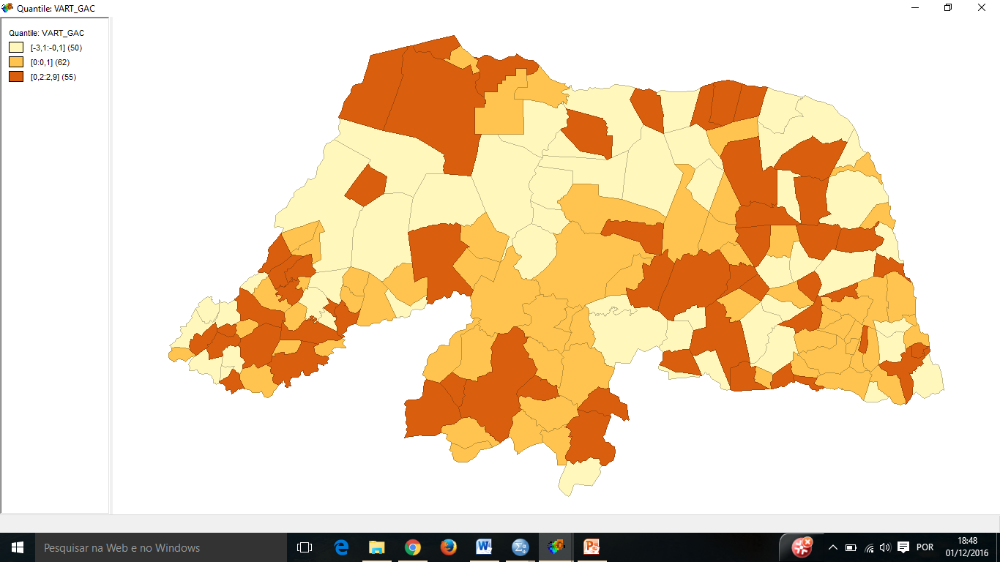 Quantile: VART_GAC
Quantile: VART_GAC
[-3,1:-0,1] (50)
[0:0,1] (62)
[0,2:2,9] (55)
Pesquisar na Web e no Windows
POR
18:48
01/12/2016